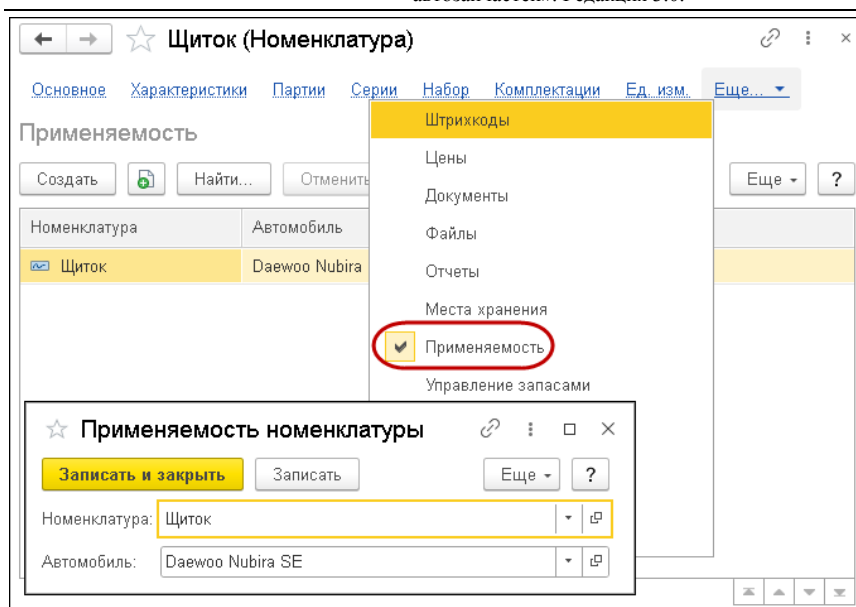 Щиток (Номенклатура)
Основное Характеристики Партии Серии Набор Комплектации Ед. изм. Еще...
Применяемость
Штрихкоды
Создать Найти... Отменить Еще ?
Цены
Документы
Номенклатура Автомобиль
Файлы
Щиток Daewoo Nubira
Отчеты
Места хранения
Применяемость
Управление запасами
Применяемость номенклатуры
Записать и закрыть Записать Еще ?
Номенклатура: Щиток
Автомобиль: Daewoo Nubira SE